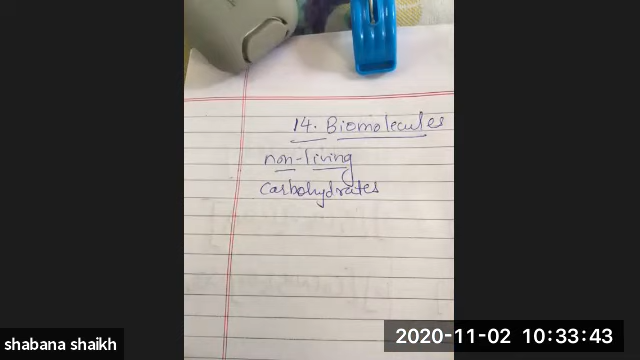 14. Biomolecules
non-living
Carbohydrates
shabana shaikh
2020-11-02 10:33:43